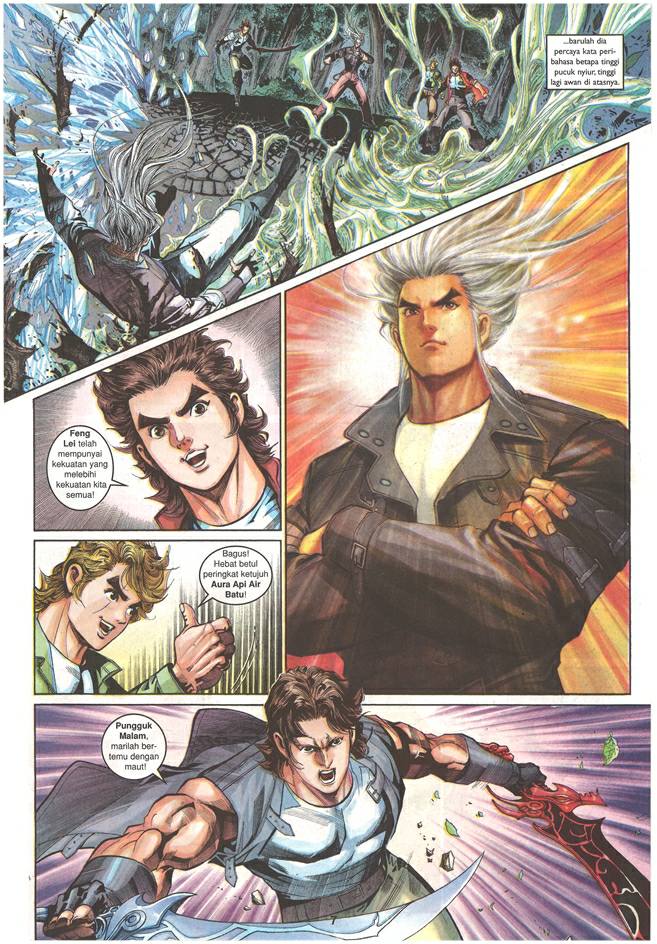 ...barulah dia
percaya kata peri-
bahasa betapa tinggi
pucuk nyiur, tinggi
lagi awan di atasnya.
Feng
Lei telah
mempunyai
kekuatan yang
melebihi
kekuatan kita
semua!
Bagus!
Hebat betul
peringkat ketujuh
Aura Api Air
Batu!
Pungguk
Malam,
marilah ber-
temu dengan
maut!
7